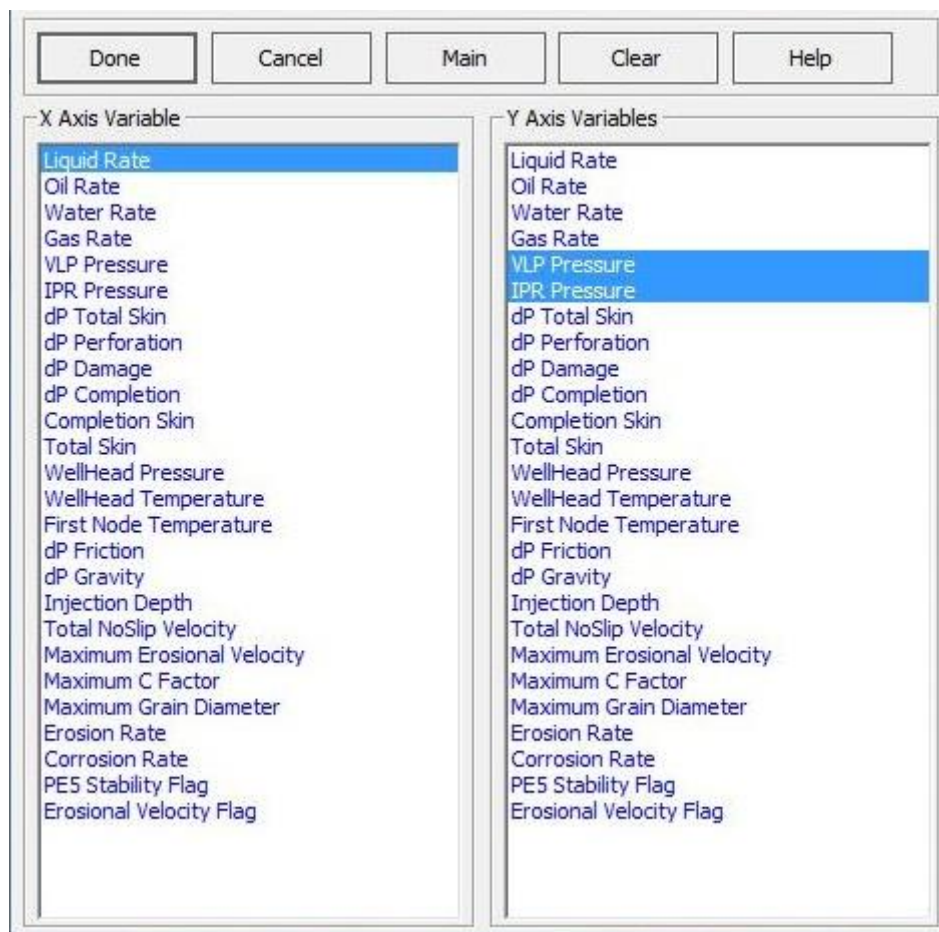 Done Cancel Main Clear Help
X Axis Variable
Liquid Rate
Oil Rate
Water Rate
Gas Rate
VLP Pressure
IPR Pressure
dP Total Skin
dP Perforation
dP Damage
dP Completion
Completion Skin
Total Skin
WellHead Pressure
WellHead Temperature
First Node Temperature
dP Friction
dP Gravity
Injection Depth
Total NoSlip Velocity
Maximum Erosional Velocity
Maximum C Factor
Maximum Grain Diameter
Erosion Rate
Corrosion Rate
PE5 Stability Flag
Erosional Velocity Flag
Y Axis Variables
Liquid Rate
Oil Rate
Water Rate
Gas Rate
VLP Pressure
IPR Pressure
dP Total Skin
dP Perforation
dP Damage
dP Completion
Completion Skin
Total Skin
WellHead Pressure
WellHead Temperature
First Node Temperature
dP Friction
dP Gravity
Injection Depth
Total NoSlip Velocity
Maximum Erosional Velocity
Maximum C Factor
Maximum Grain Diameter
Erosion Rate
Corrosion Rate
PE5 Stability Flag
Erosional Velocity Flag